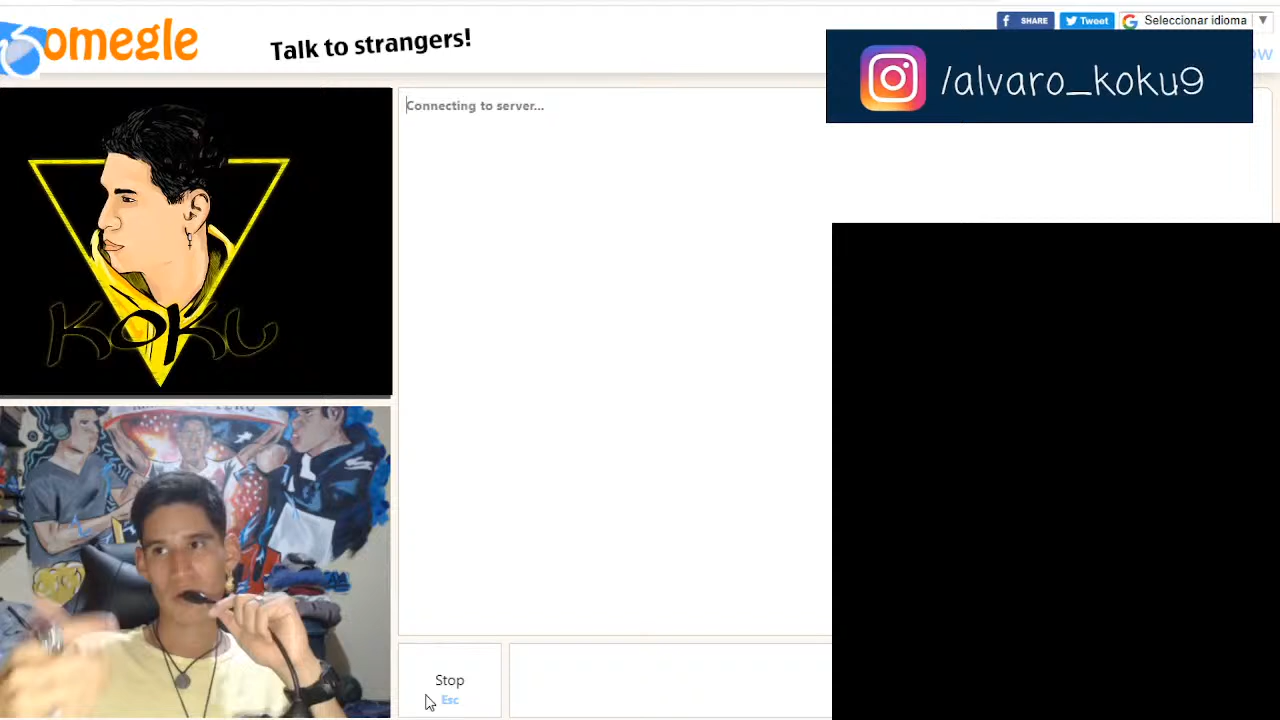 omegle
Talk to strangers!
SHARE
Tweet
Seleccionar idioma
/alvaro_koku9
Connecting to server...
KOKU
Stop
Esc